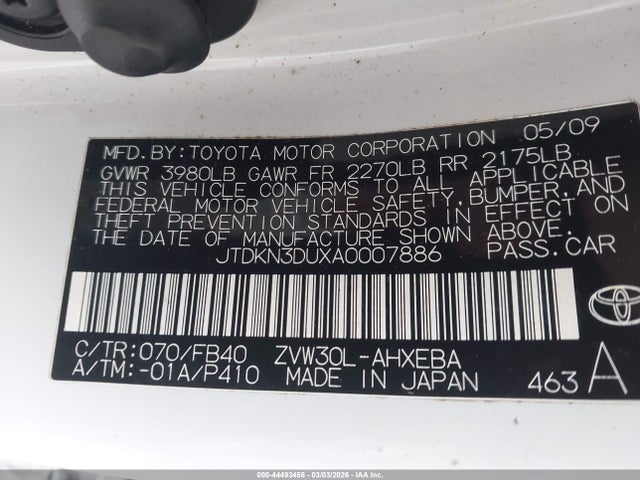 MFD.BY:TOYOTA MOTOR CORPORATION 05/09
GVWR 3980LB GAWR FR 2270LB RR 2175LB
THIS VEHICLE CONFORMS TO ALL APPLICABLE
FEDERAL MOTOR VEHICLE SAFETY,BUMPER,AND
THEFT PREVENTION STANDARDS IN EFFECT ON
THE DATE OF MANUFACTURE SHOWN ABOVE.
JTDKN3DUXA0007886 PASS.CAR
C/TR:070/FB40 ZVW30L-AHXEBA
A/TM:-01A/P410 MADE IN JAPAN 463 A
000-44493458 - 03/03/2026 - IAAI.COM